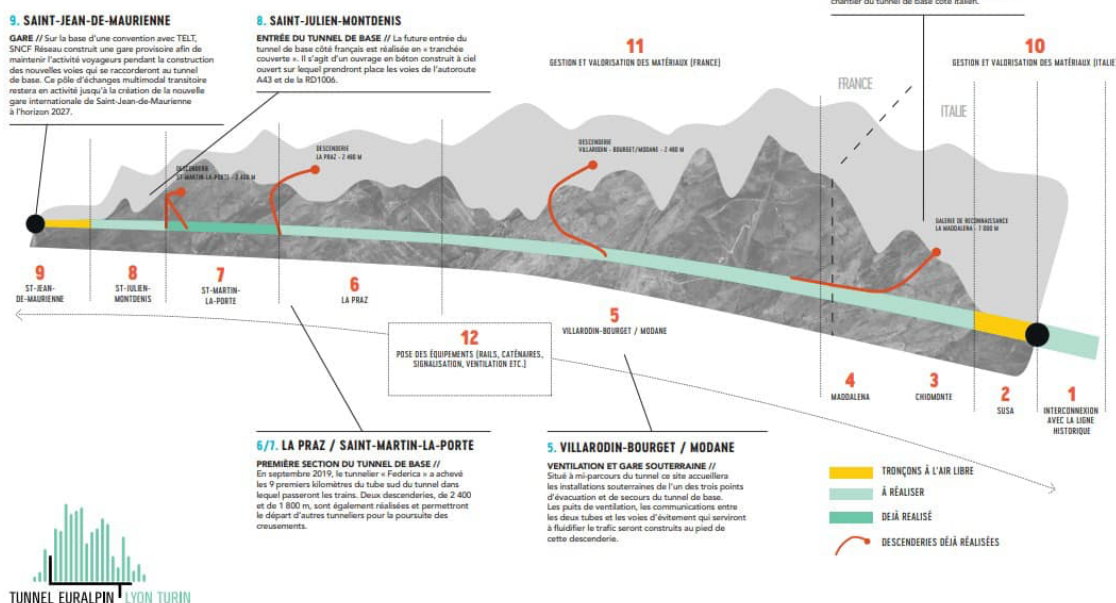 chantier du tunnel de base côté italien.
9. SAINT-JEAN-DE-MAURIENNE
GARE // Sur la base d'une convention avec TELT,
SNCF Réseau construit une gare provisoire afin de
maintenir l'activité voyageurs pendant la construction
des nouvelles voies qui se raccorderont au tunnel
de base. Ce pôle d'échanges multimodal transitoire
restera en activité jusqu'à la création de la nouvelle
gare internationale de Saint-Jean-de-Maurienne
à l'horizon 2027.
8. SAINT-JULIEN-MONTDENIS
ENTRÉE DU TUNNEL DE BASE // La future entrée du
tunnel de base côté français est réalisée en « tranchée
couverte ». Il s'agit d'un ouvrage en béton construit à ciel
ouvert sur lequel prendront place les voies de l'autoroute
A43 et de la RD1006.
11
GESTION ET VALORISATION DES MATÉRIAUX (FRANCE)
10
GESTION ET VALORISATION DES MATÉRIAUX (ITALIE
FRANCE
ITALIE
DESCENDERIE
ST-MARTIN-LA-PORTE - 2 400 M
DESCENDERIE
LA PRAZ - 2 480 M
DESCENDERIE
VILLARODIN - BOURGET/MODANE - 2 480 M
GALERIE DE RECONNAISSANCE
LA MADDALENA - 7 000 M
9
ST-JEAN-
DE-MAURIENNE
8
ST-JULIEN-
MONTDENIS
7
ST-MARTIN-
LA-PORTE
6
LA PRAZ
5
VILLARODIN-BOURGET / MODANE
4
MADDALENA
3
CHIOMONTE
2
SUSA
1
INTERCONNEXION
AVEC LA LIGNE
HISTORIQUE
12
POSE DES ÉQUIPEMENTS (RAILS, CATÉNAIRES,
SIGNALISATION, VENTILATION ETC.)
6/7. LA PRAZ / SAINT-MARTIN-LA-PORTE
PREMIÈRE SECTION DU TUNNEL DE BASE //
En septembre 2019, le tunnelier « Federica » a achevé
les 9 premiers kilomètres du tube sud du tunnel dans
lequel passeront les trains. Deux descenderies, de 2 400
et de 1 800 m, sont également réalisées et permettront
le départ d'autres tunneliers pour la poursuite des
creusements.
5. VILLARODIN-BOURGET / MODANE
VENTILATION ET GARE SOUTERRAINE //
Situé à mi-parcours du tunnel ce site accueillera
les installations souterraines de l'un des trois points
d'évacuation et de secours du tunnel de base.
Les puits de ventilation, les communications entre
les deux tubes et les voies d'évitement qui serviront
à fluidifier le trafic seront construits au pied de
cette descenderie.
TRONÇONS À L'AIR LIBRE
À RÉALISER
DEJÀ REALISÉ
DESCENDERIES DÉJÀ RÉALISÉES
TUNNEL EURALPIN LYON TURIN